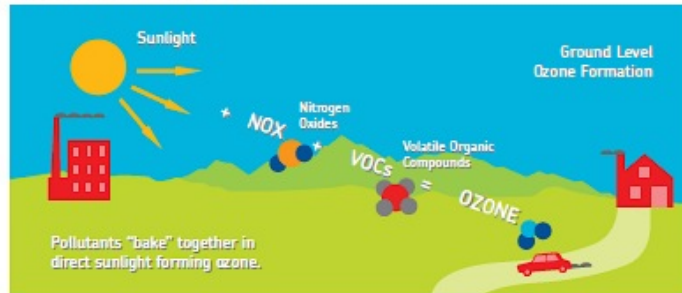 Sunlight
Ground Level
Ozone Formation
+ NOX +
Nitrogen
Oxides
VOCs =
Volatile Organic
Compounds
OZONE
Pollutants "bake" together in
direct sunlight forming ozone.